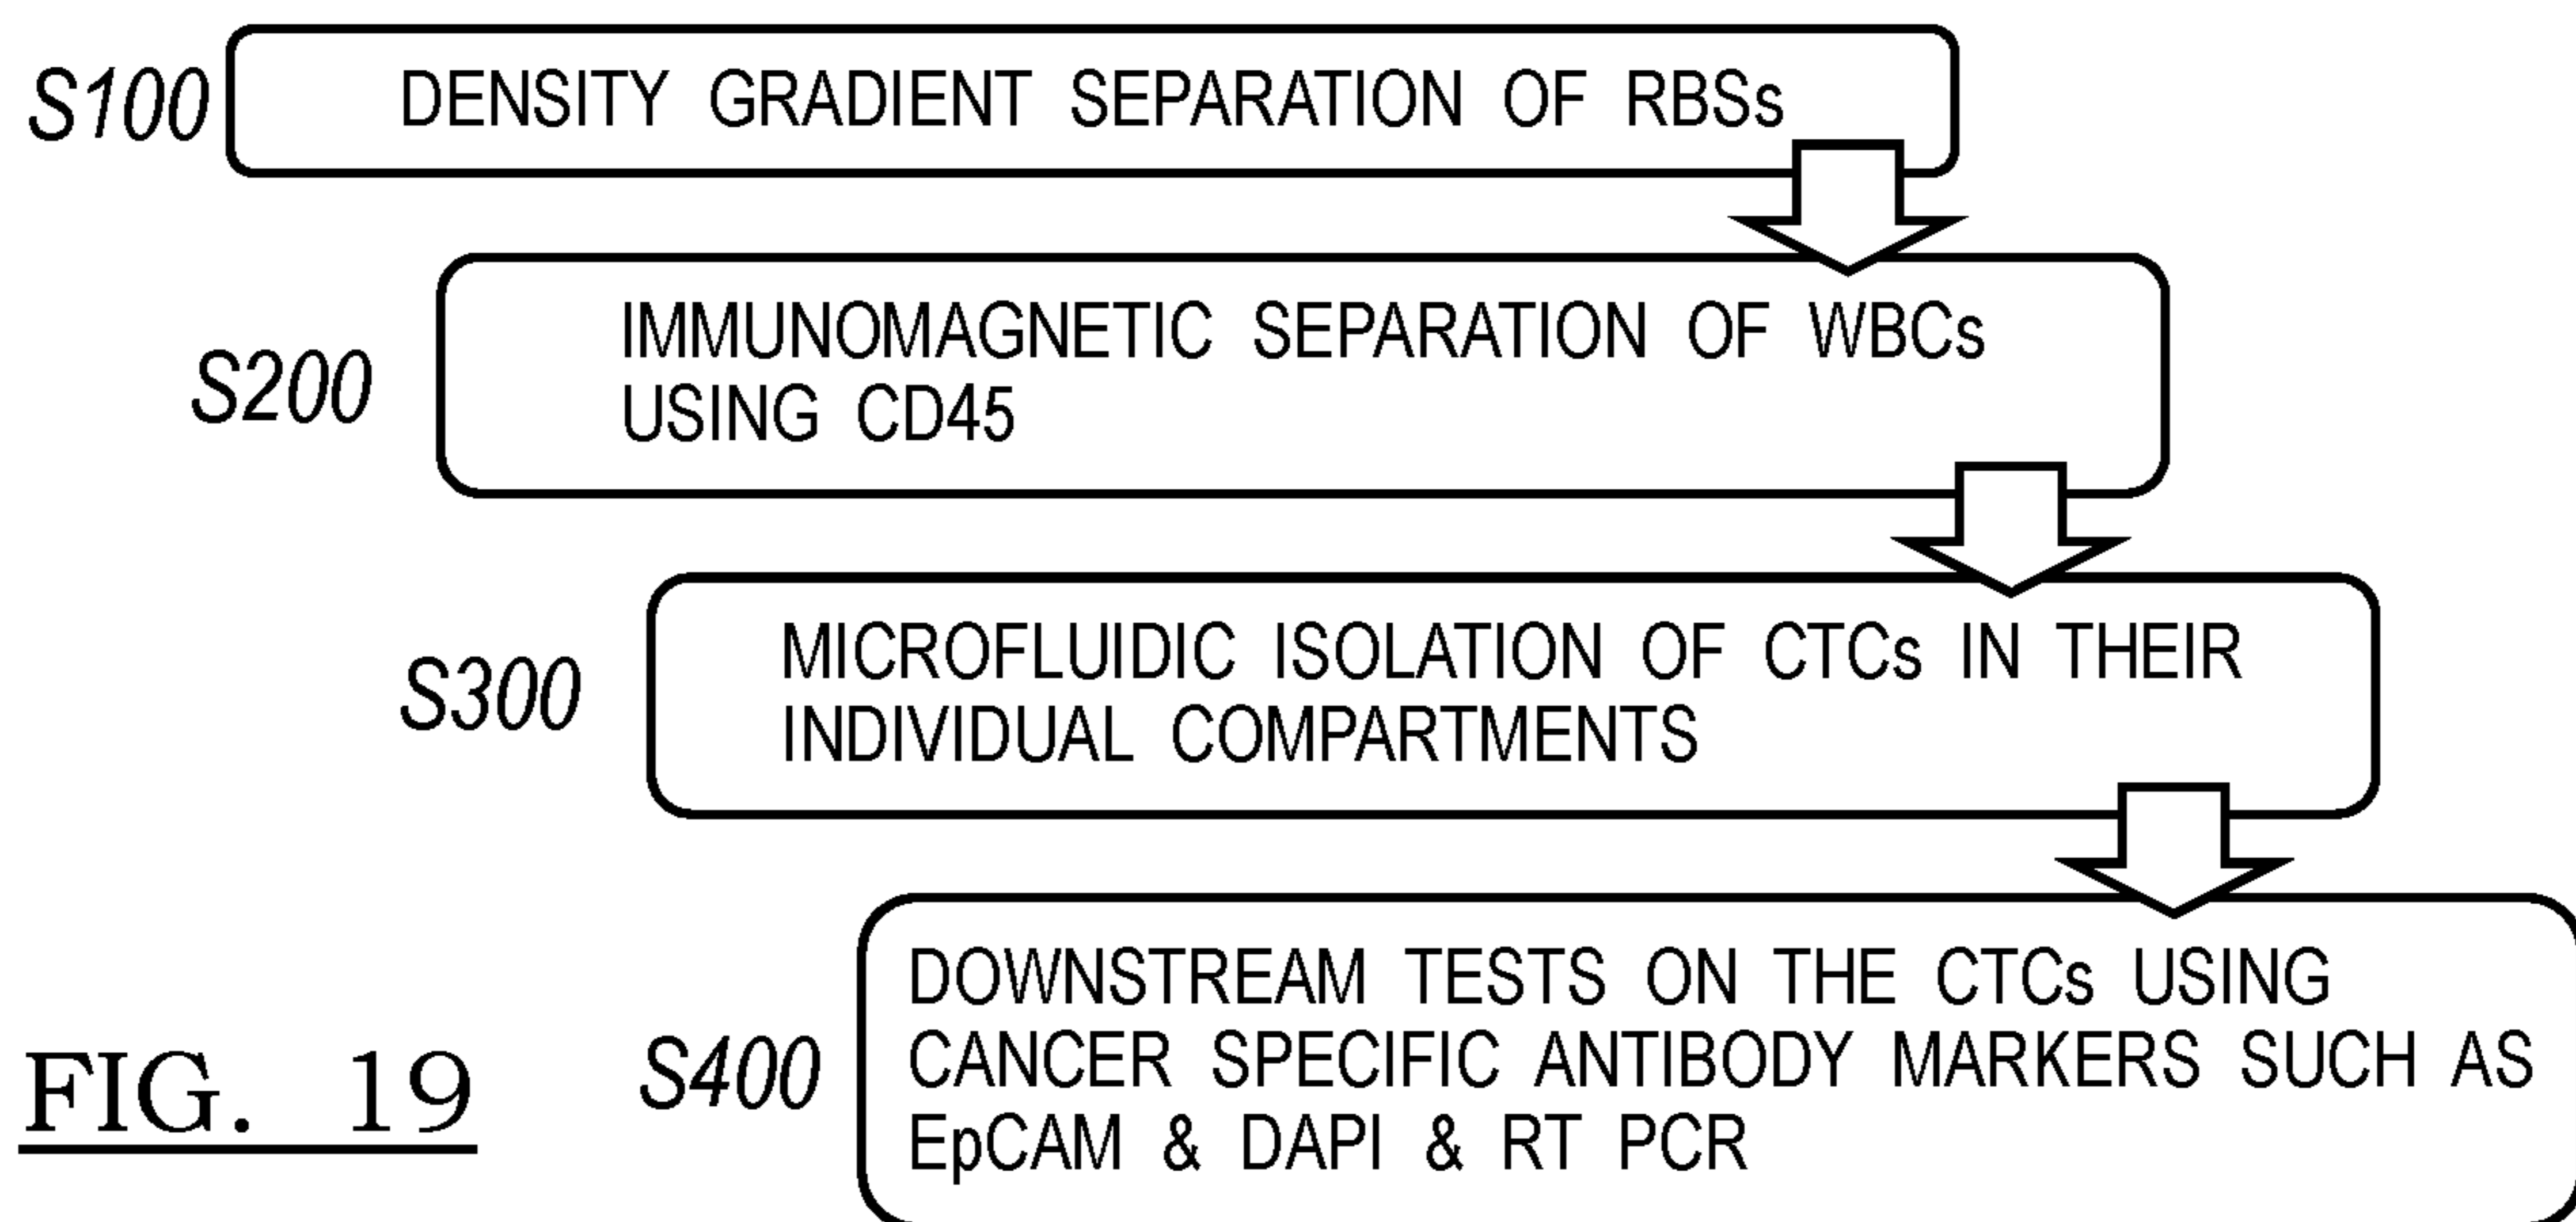 S100
DENSITY GRADIENT SEPARATION OF RBSs
S200
IMMUNOMAGNETIC SEPARATION OF WBCs
USING CD45
S300
MICROFLUIDIC ISOLATION OF CTCs IN THEIR
INDIVIDUAL COMPARTMENTS
S400
DOWNSTREAM TESTS ON THE CTCs USING
CANCER SPECIFIC ANTIBODY MARKERS SUCH AS
EpCAM & DAPI & RT PCR
FIG. 19